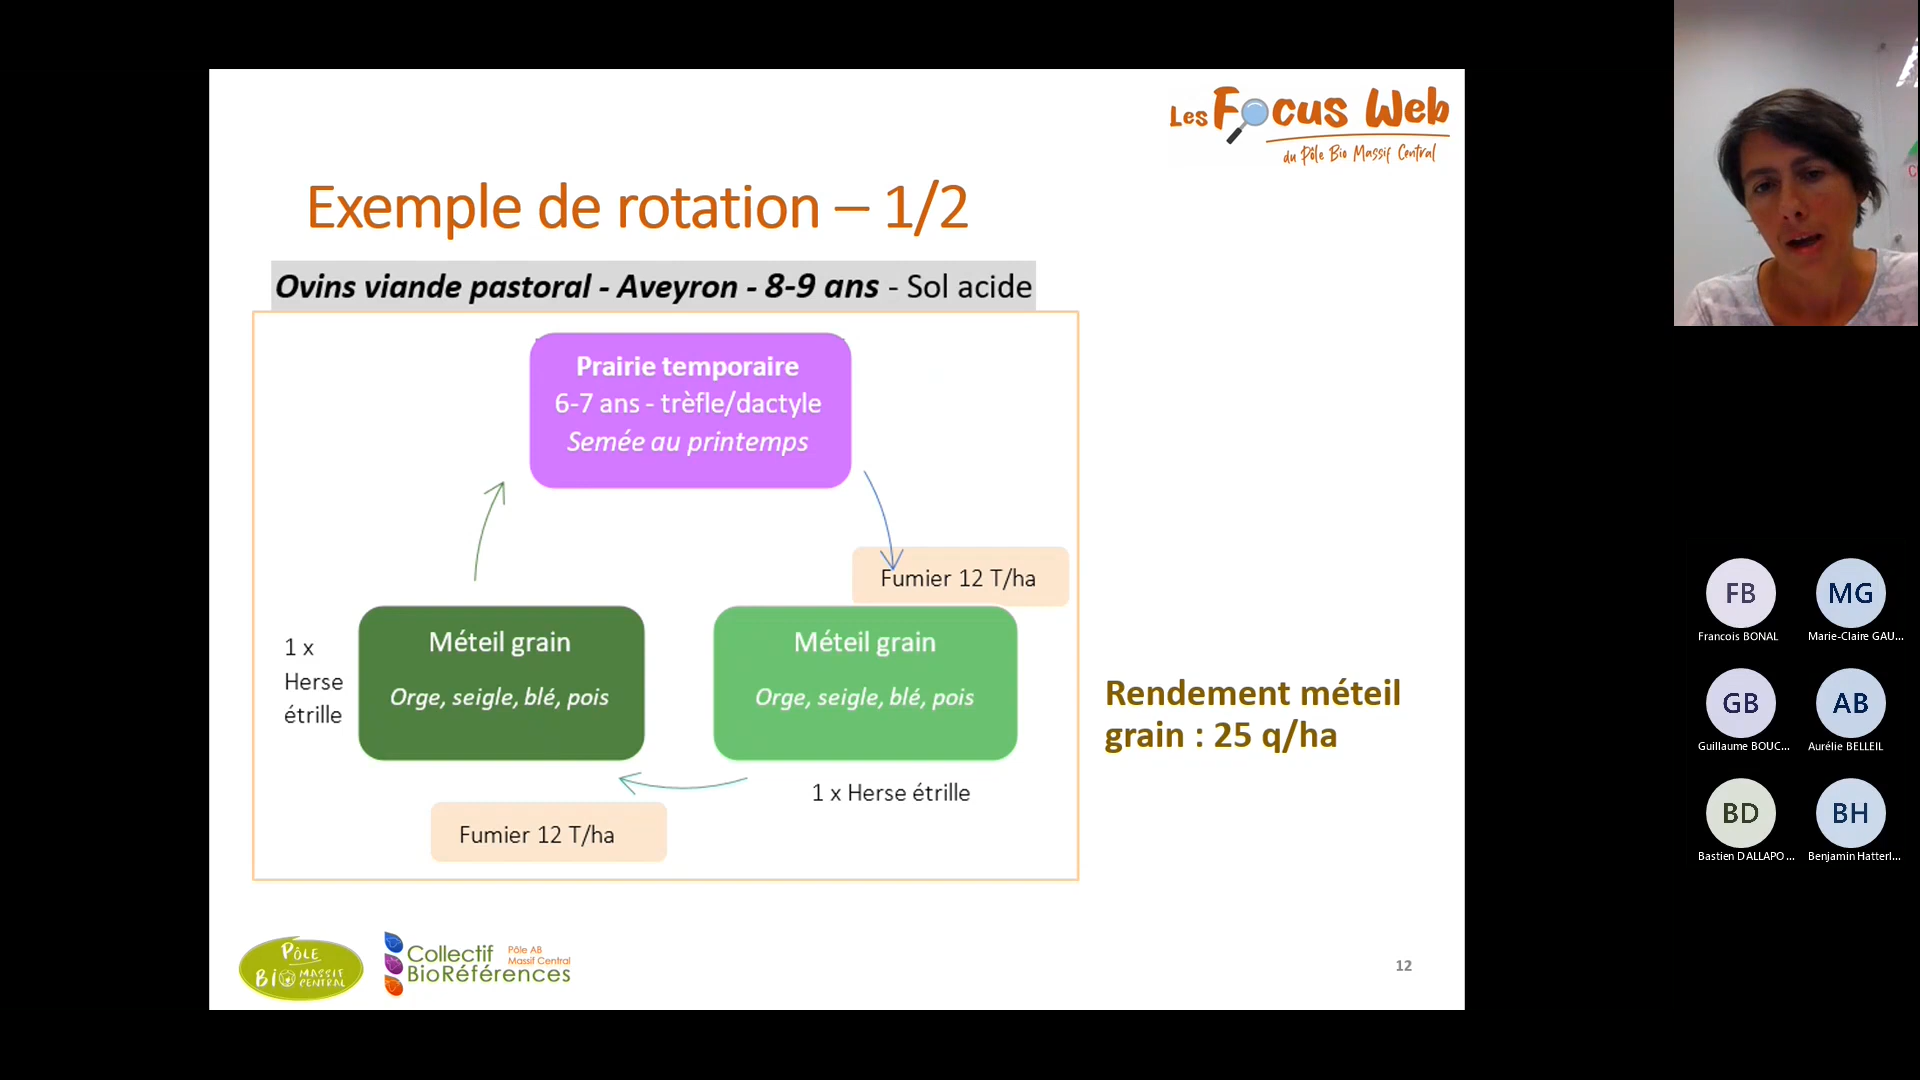 Les Focus Web
du Pôle Bio Massif Central
Exemple de rotation – 1/2
Ovins viande pastoral - Aveyron - 8-9 ans - Sol acide
Prairie temporaire
6-7 ans - trèfle/dactyle
Semée au printemps
Fumier 12 T/ha
1 x
Herse
étrille
Méteil grain
Orge, seigle, blé, pois
Méteil grain
Orge, seigle, blé, pois
1 x Herse étrille
Fumier 12 T/ha
Rendement méteil
grain : 25 q/ha
PÔLE
BIO MASSIF
CENTRAL
Collectif
BioRéférences
Pôle AB
Massif Central
12
FB
Francois BONAL
MG
Marie-Claire GAU...
GB
Guillaume BOUC...
AB
Aurélie BELLEIL
BD
Bastien DALLAPO...
BH
Benjamin Hatterl...